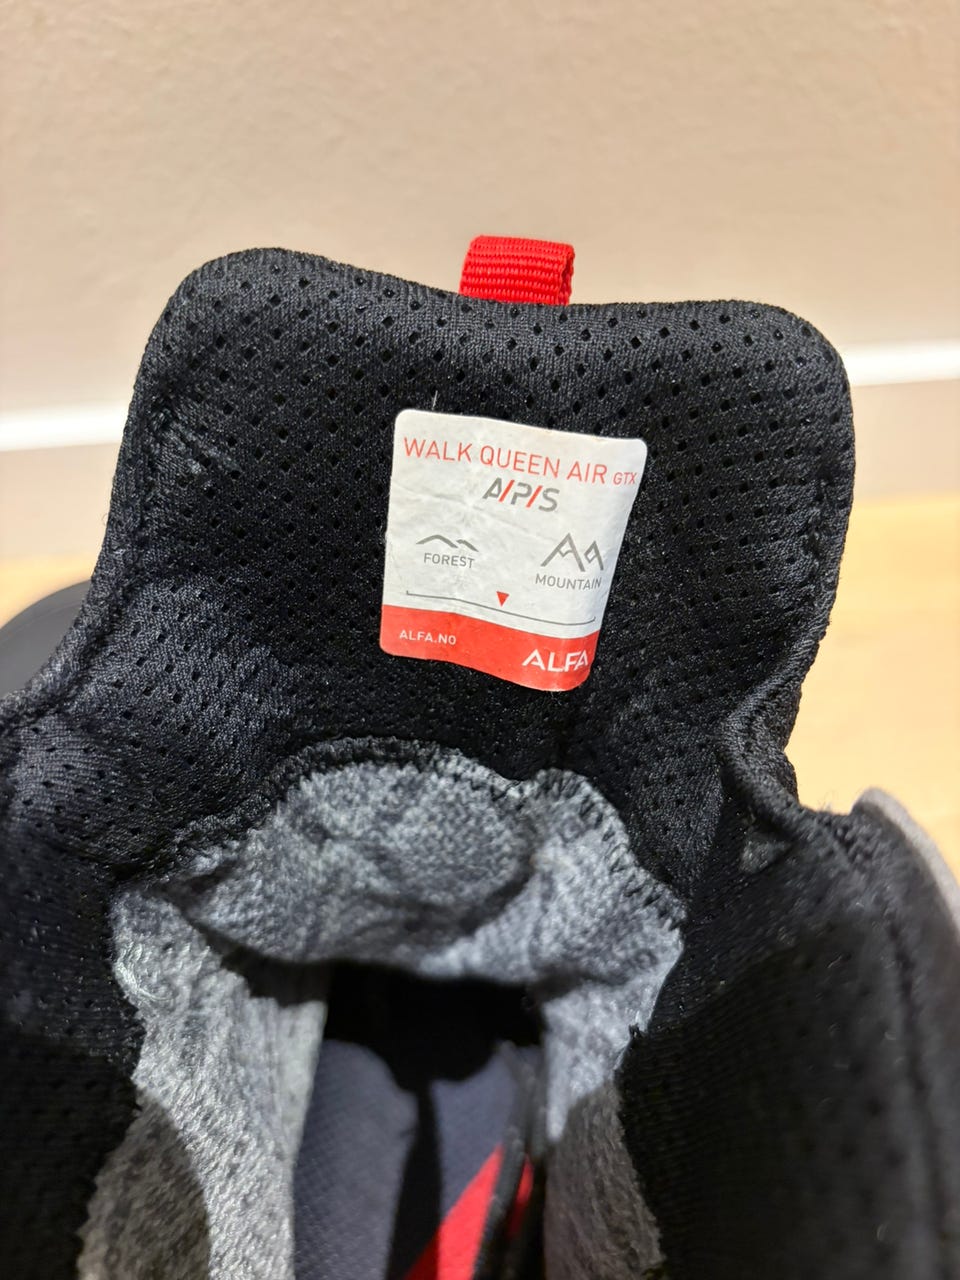 WALK QUEEN AIR GTX
A/P/S
FOREST
MOUNTAIN
ALFA.NO
ALFA